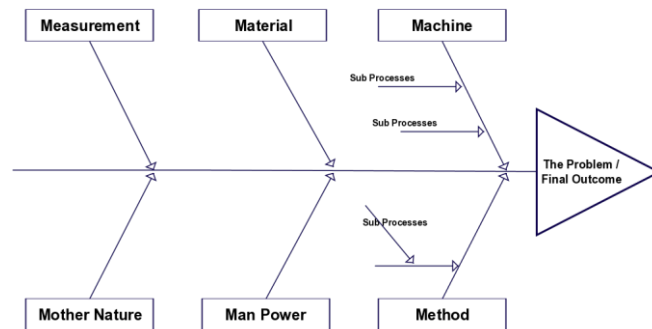 Measurement
Material
Machine
Sub Processes
Sub Processes
The Problem /
Final Outcome
Sub Processes
Mother Nature
Man Power
Method